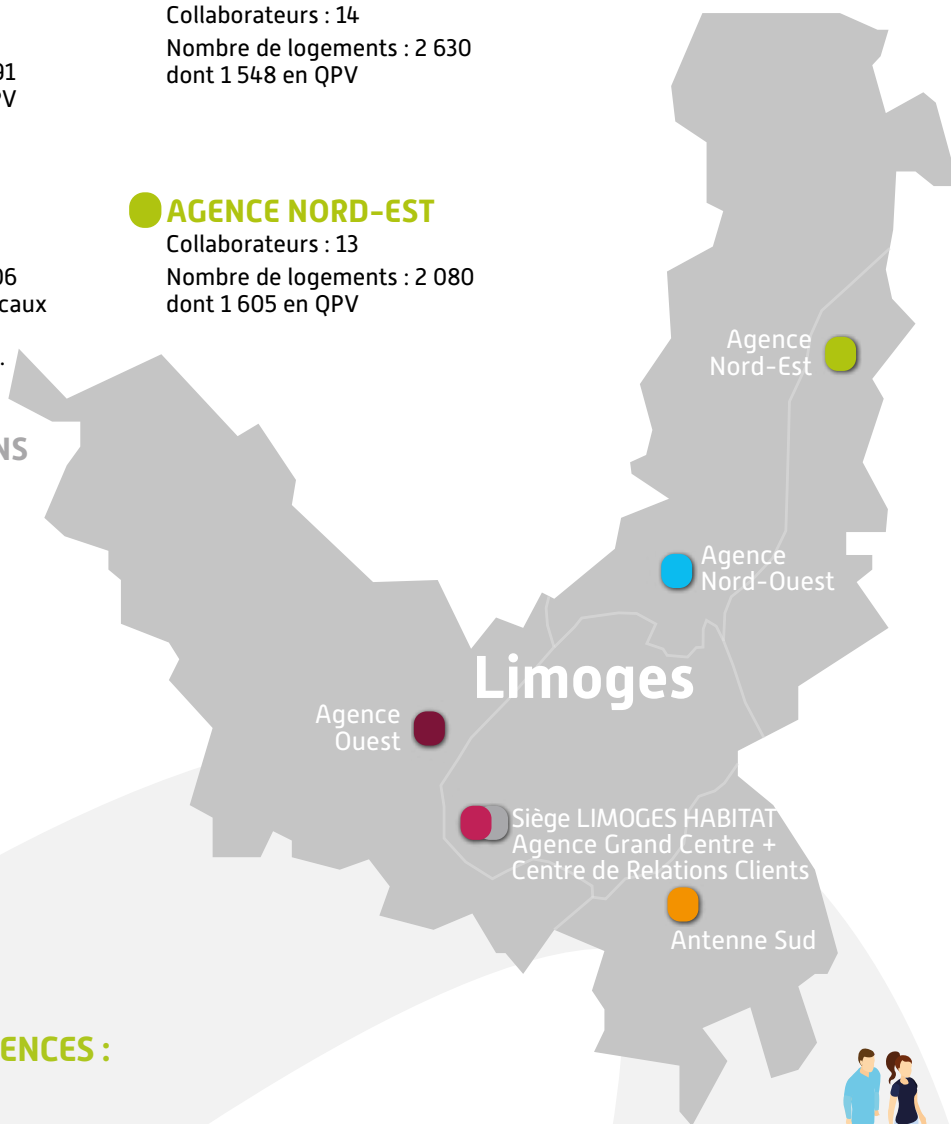 Collaborateurs : 14
Nombre de logements : 2 630
dont 1 548 en QPV
AGENCE NORD-EST
Collaborateurs : 13
Nombre de logements : 2 080
dont 1 605 en QPV
Agence
Nord-Est
Agence
Nord-Ouest
Limoges
Agence
Ouest
Siège LIMOGES HABITAT
Agence Grand Centre +
Centre de Relations Clients
Antenne Sud